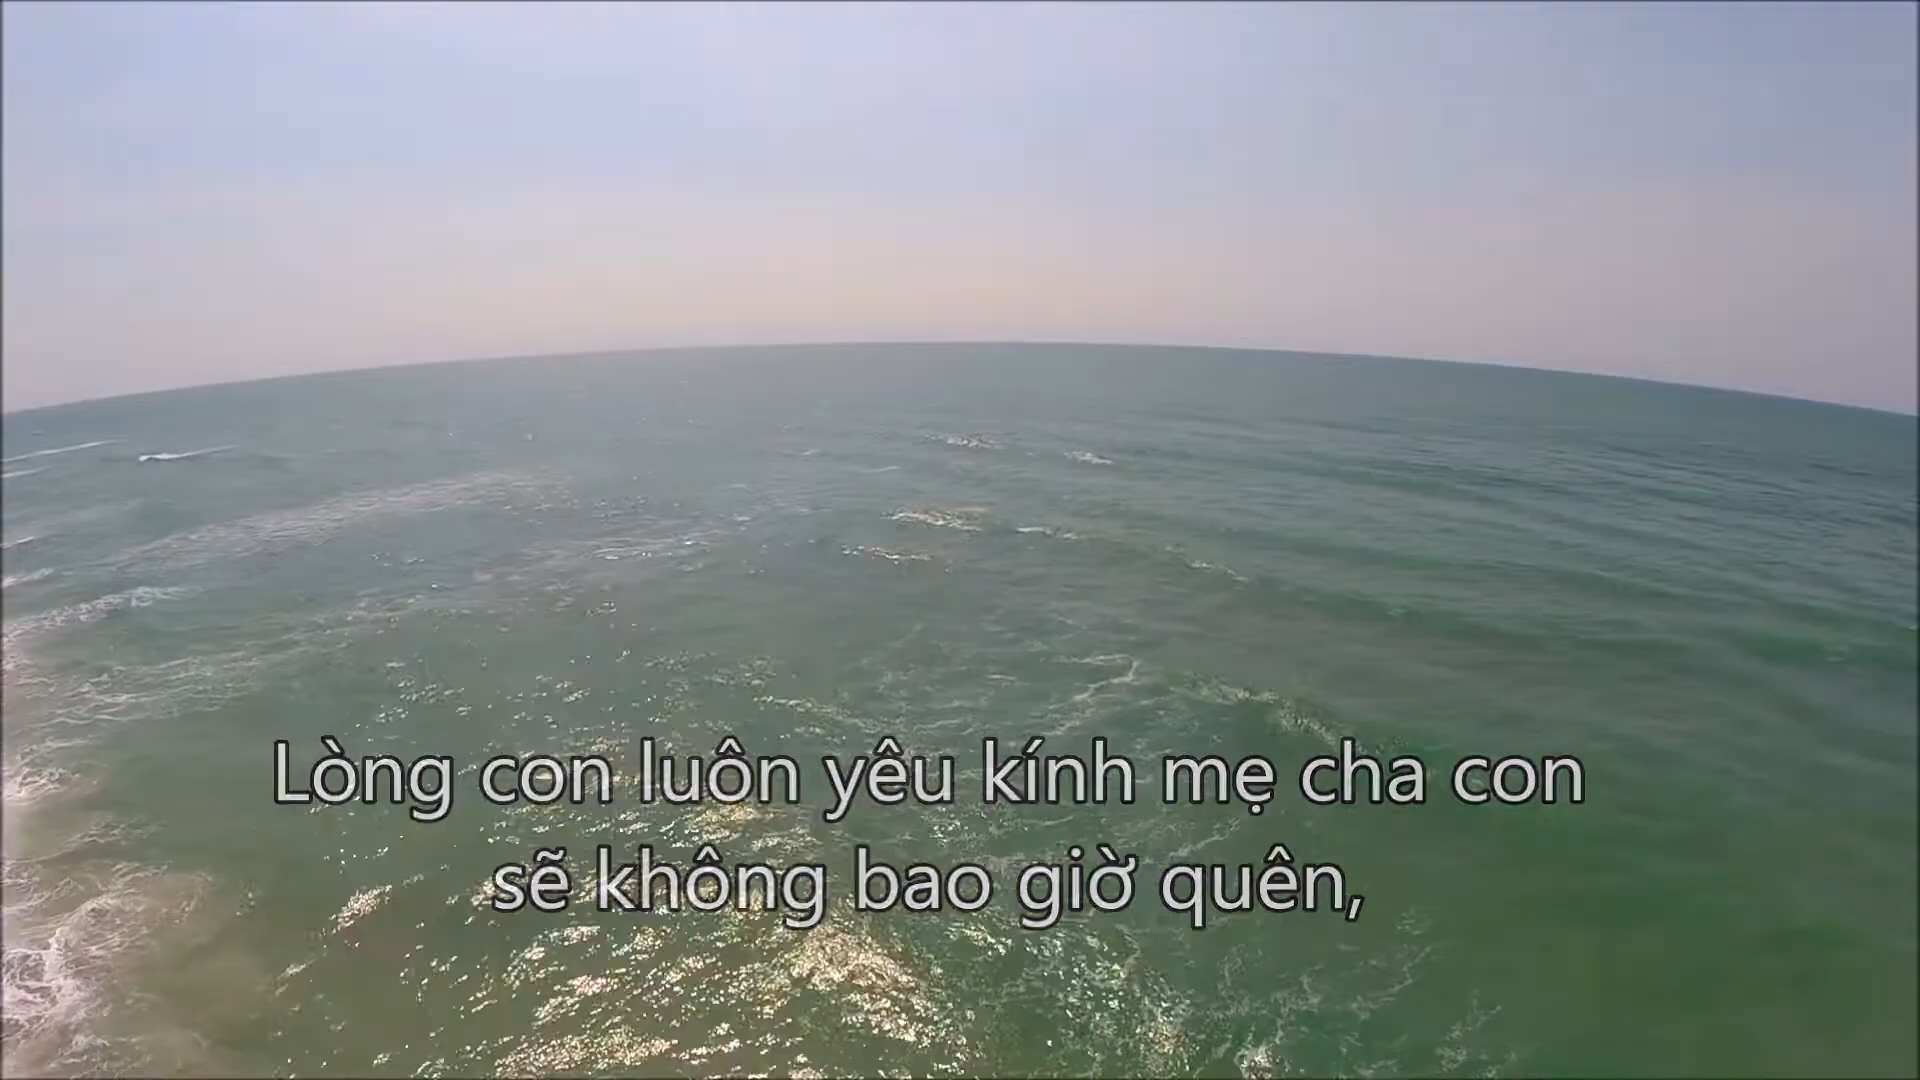 Lòng con luôn yêu kính mẹ cha con
sẽ không bao giờ quên,